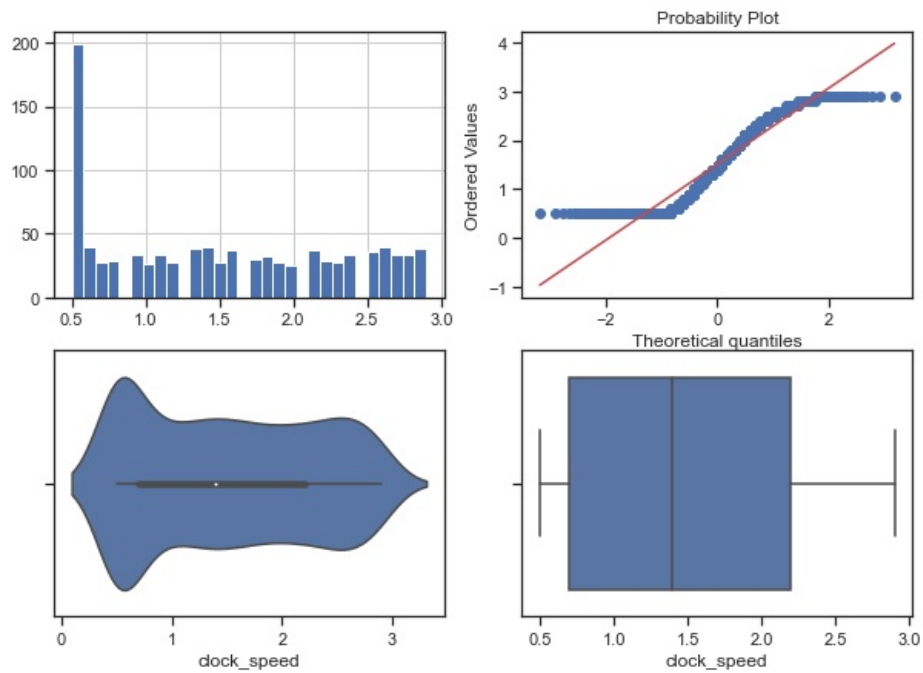 200
150
100
50
0
0.5 1.0 1.5 2.0 2.5 3.0
Probability Plot
Ordered Values
4
3
2
1
0
−1
−2 0 2
Theoretical quantiles
0 1 2 3
clock_speed
0.5 1.0 1.5 2.0 2.5 3.0
clock_speed